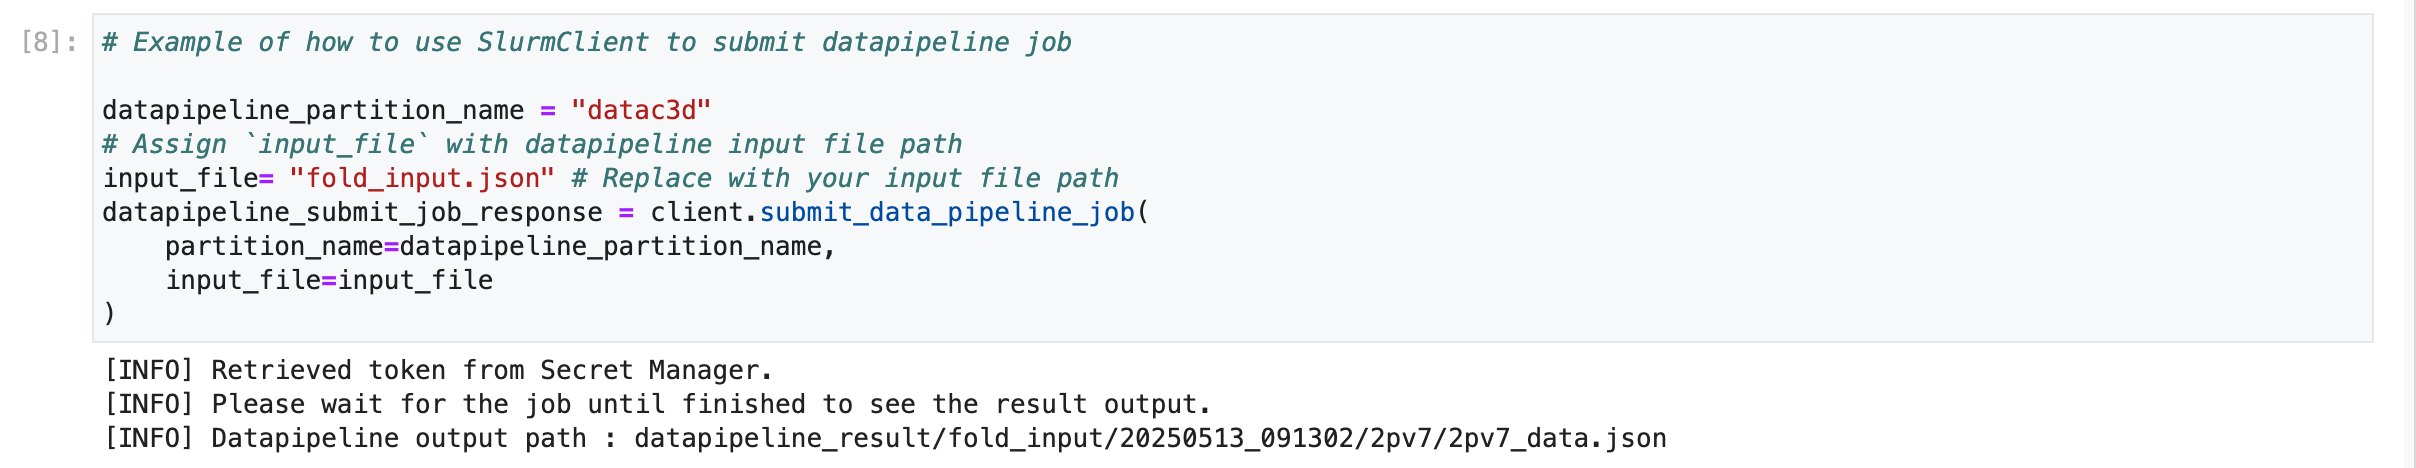 [8]: # Example of how to use SlurmClient to submit datapipeline job
datapipeline_partition_name = "datac3d"
# Assign `input_file` with datapipeline input file path
input_file= "fold_input.json" # Replace with your input file path
datapipeline_submit_job_response = client.submit_data_pipeline_job(
    partition_name=datapipeline_partition_name,
    input_file=input_file
)
[INFO] Retrieved token from Secret Manager.
[INFO] Please wait for the job until finished to see the result output.
[INFO] Datapipeline output path : datapipeline_result/fold_input/20250513_091302/2pv7/2pv7_data.json